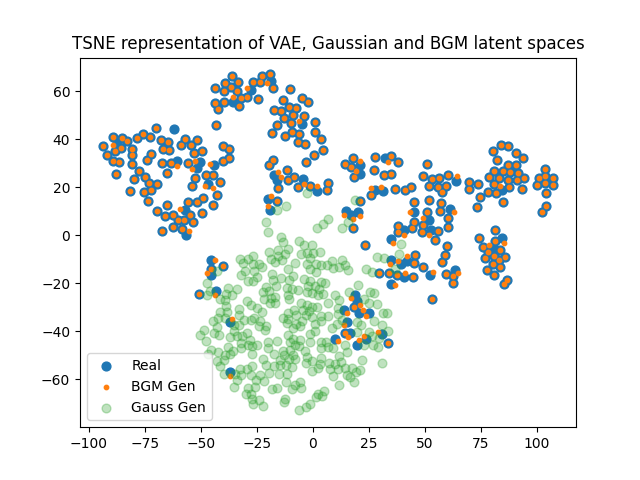 TSNE representation of VAE, Gaussian and BGM latent spaces
60
40
20
0
−20
−40
−60
Real
BGM Gen
Gauss Gen
−100 −75 −50 −25 0 25 50 75 100